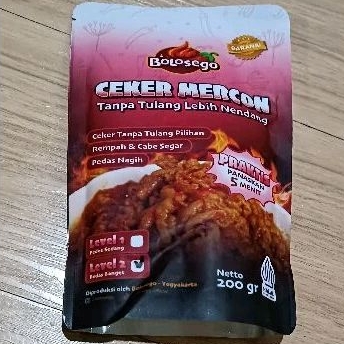 BOLOSEGO
GARANSI
CEKER MERCON
Tanpa Tulang Lebih Nendang
Ceker Tanpa Tulang Pilihan
Rempah & Cabe Segar
Pedas Nagih
PRAKTIS
PANASKAN
5 MENIT
Level 1
Pedas Sedang
Level 2
Pedas Banget
Diproduksi oleh Bolosego - Yogyakarta
Netto
200 gr